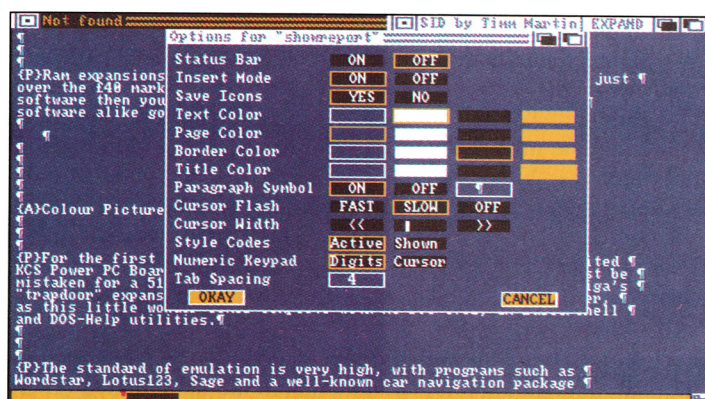 Not found
SID by Timm Martin
EXPAND
Options for "showreport"
Status Bar ON OFF
Insert Mode ON OFF
Save Icons YES NO
Text Color
Page Color
Border Color
Title Color
Paragraph Symbol ON OFF ¶
Cursor Flash FAST SLOW OFF
Cursor Width << >>
Style Codes Active Shown
Numeric Keypad Digits Cursor
Tab Spacing 4
OKAY CANCEL
¶
¶
¶
{P}Ram expansions just ¶
over the £40 mark
software then you
software alike go
¶
¶
¶
¶
¶
{A}Colour Picture
¶
¶
¶
{P}For the first ited ¶
KCS Power PC Boar st be ¶
mistaken for a 51 iga's ¶
"trapdoor" expans er, ¶
as this little hell ¶
and DOS-Help utilities.¶
¶
¶
{P}The standard of emulation is very high, with programs such as ¶
Wordstar, Lotus123, Sage and a well-known car navigation package ¶